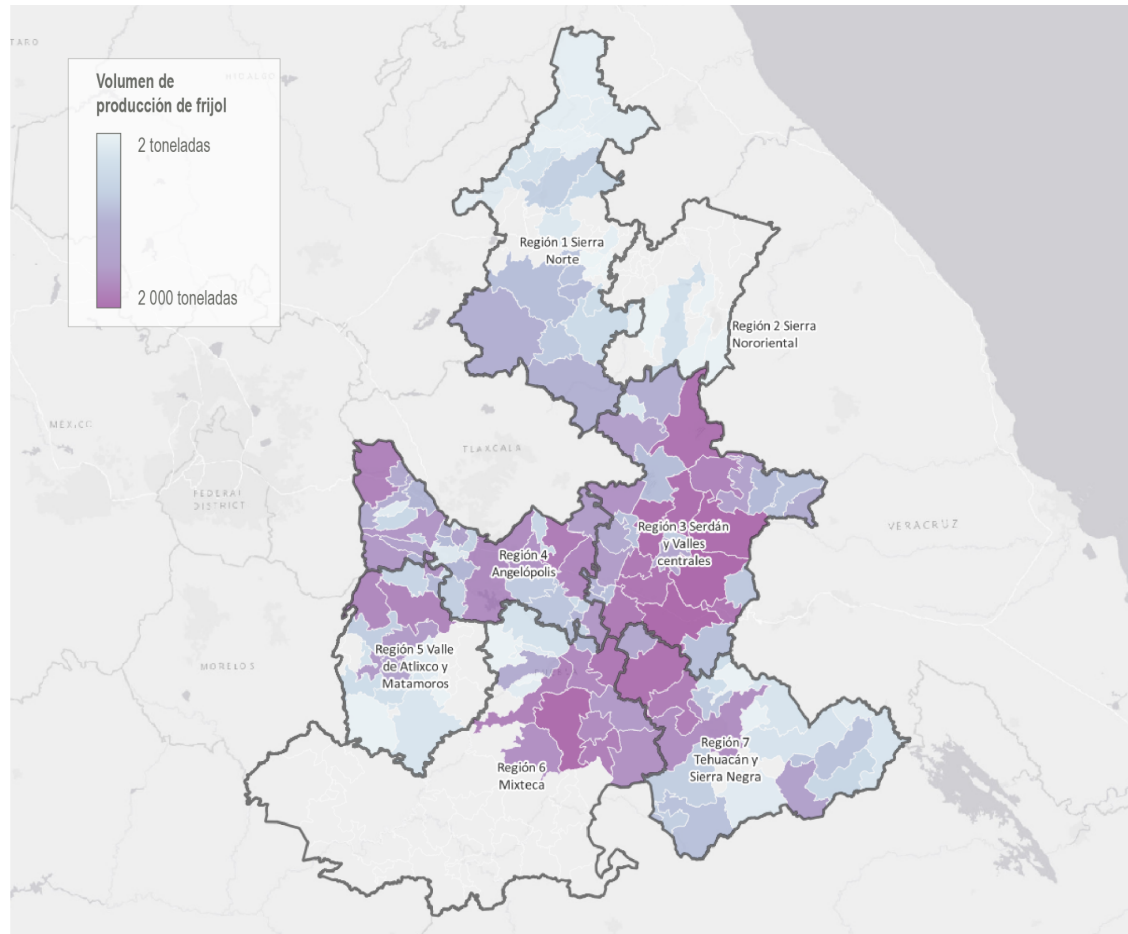 TARO
HIDALGO
Volumen de
producción de frijol
2 toneladas
2 000 toneladas
Región 1 Sierra
Norte
Región 2 Sierra
Nororiental
MEXICO
TLAXCALA
FEDERAL
DISTRICT
VERACRUZ
Región 3 Serdán
y Valles
centrales
Región 4
Angelópolis
MORELOS
Región 5 Valle
de Atlixco y
Matamoros
Región 7
Tehuacán y
Sierra Negra
Región 6
Mixteca